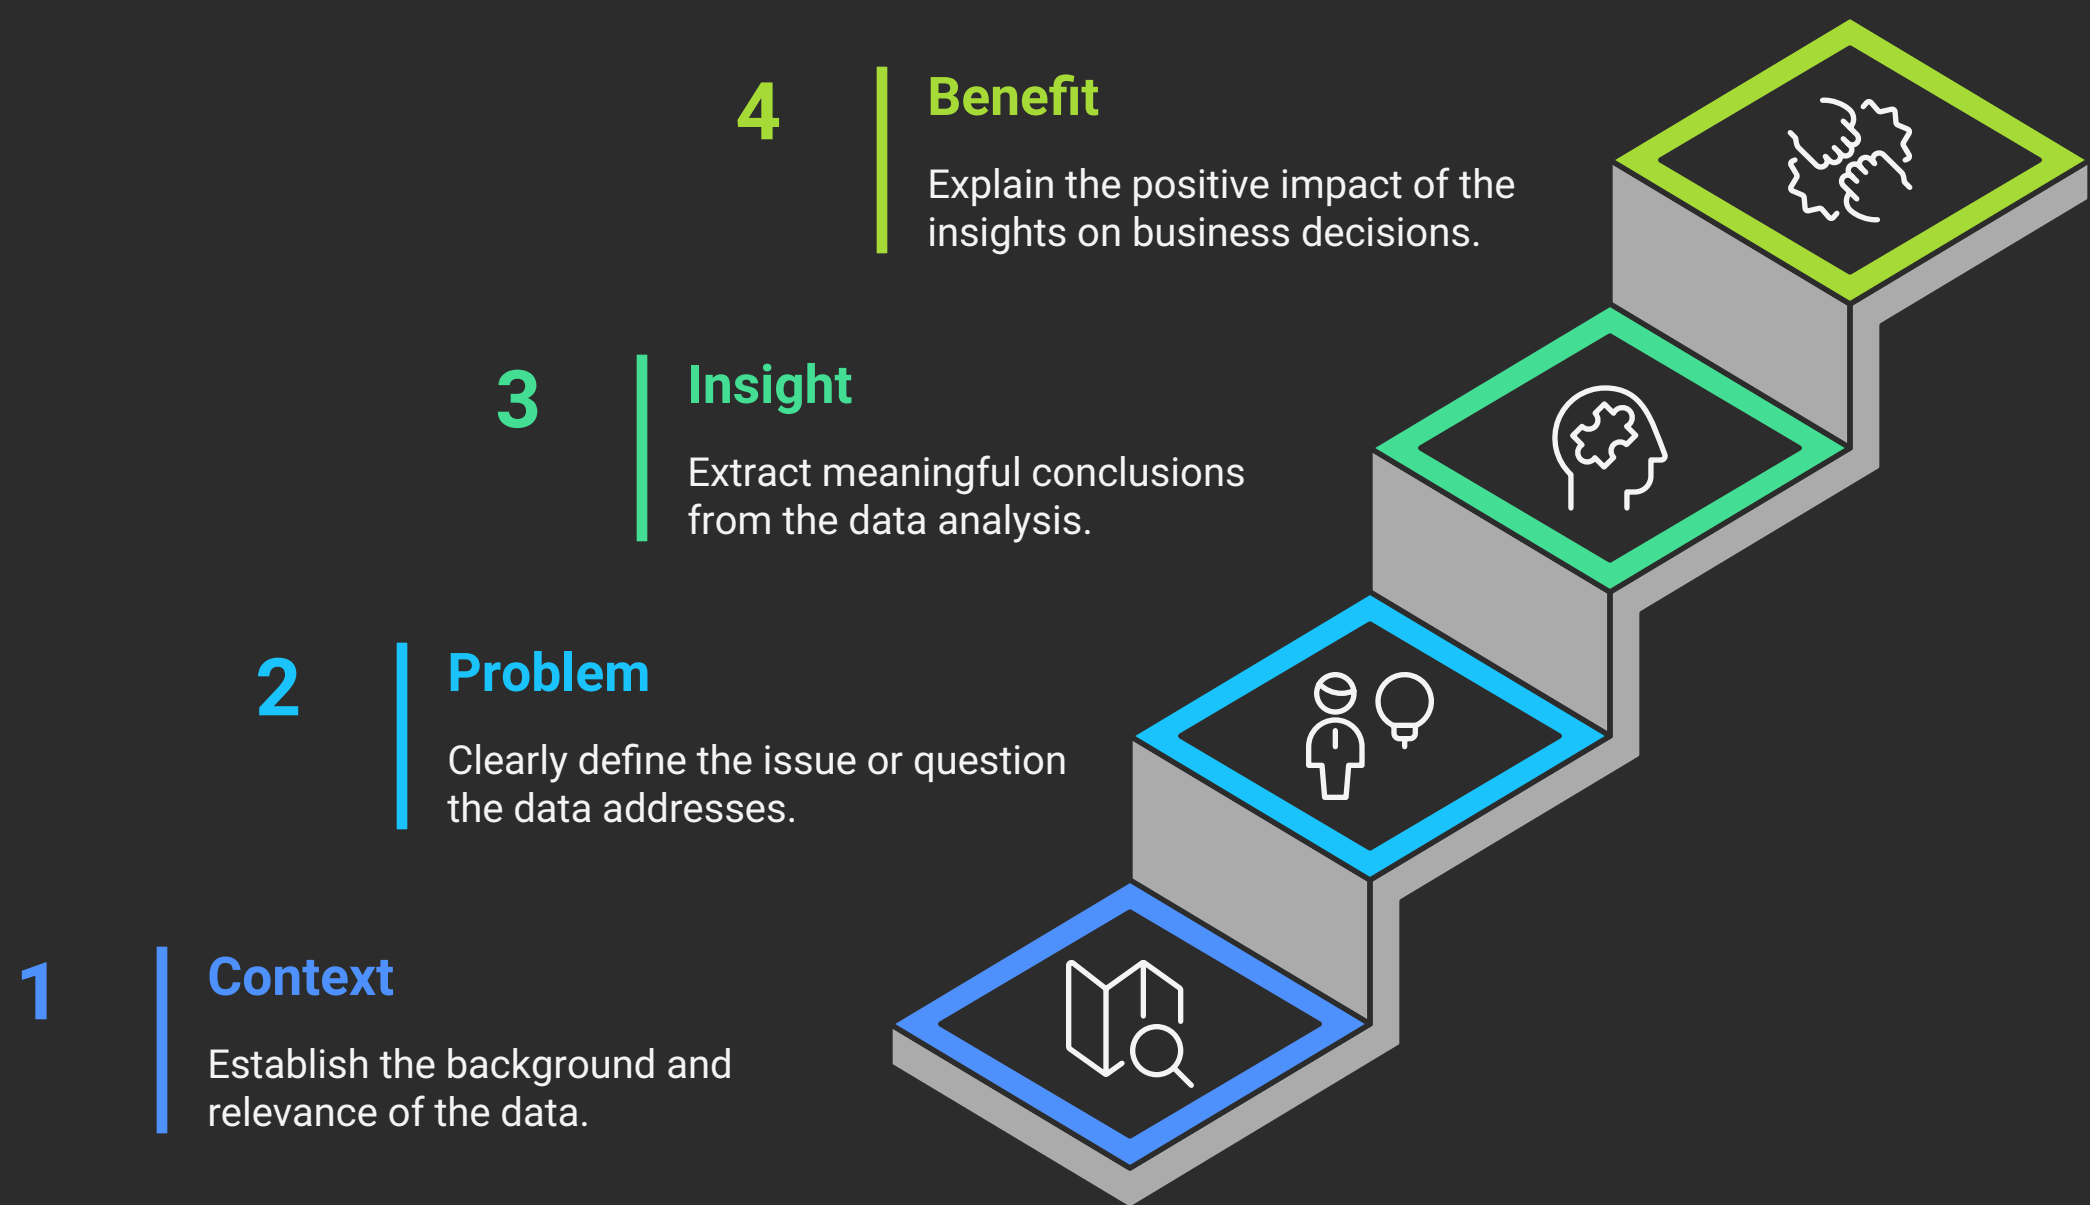 4
Benefit
Explain the positive impact of the
insights on business decisions.
3
Insight
Extract meaningful conclusions
from the data analysis.
2
Problem
Clearly define the issue or question
the data addresses.
1
Context
Establish the background and
relevance of the data.